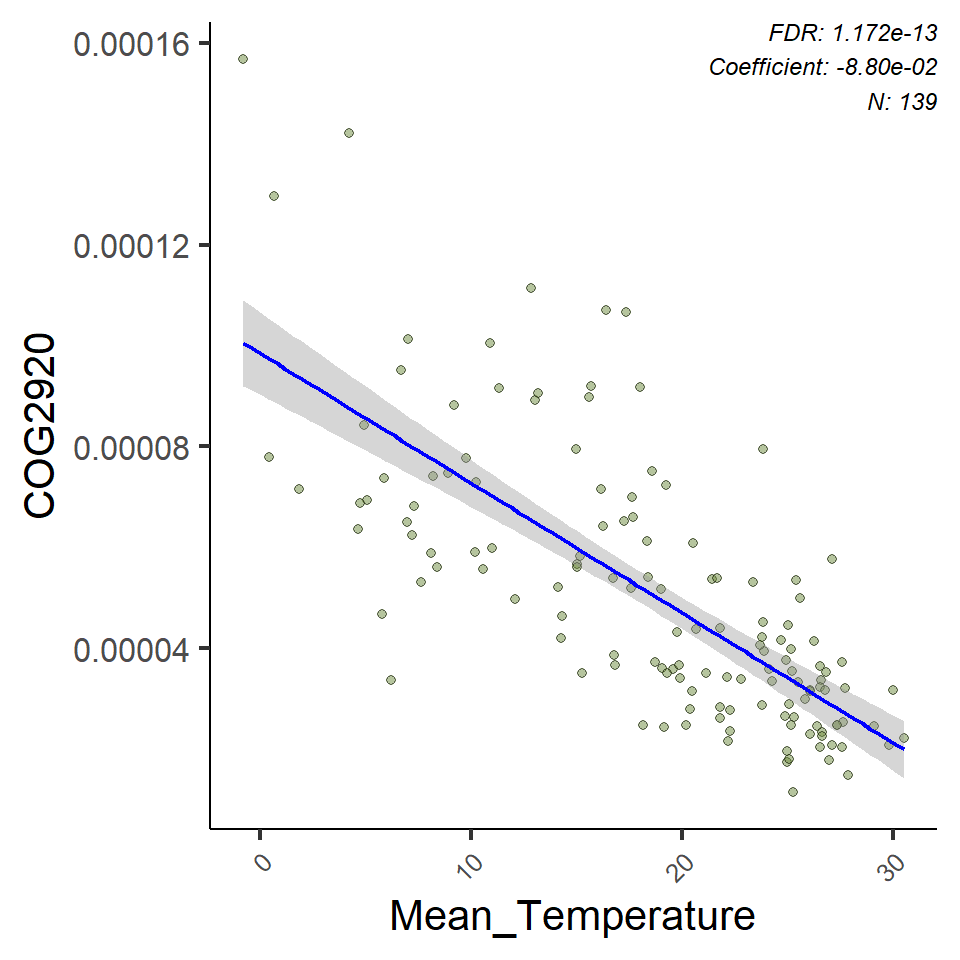 FDR: 1.172e-13
Coefficient: -8.80e-02
N: 139
0.00016
0.00012
0.00008
0.00004
COG2920
0
10
20
30
Mean_Temperature